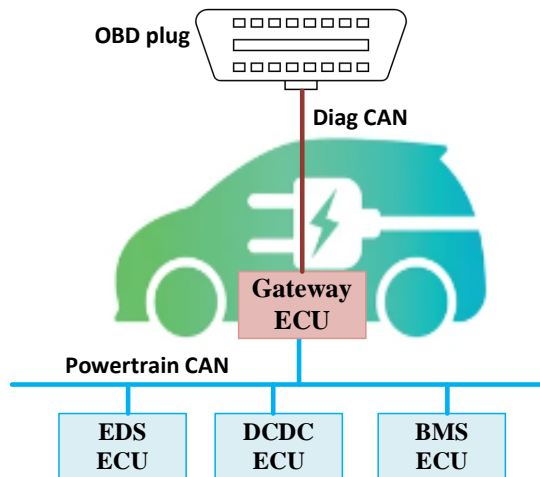 OBD plug
Diag CAN
Gateway
ECU
Powertrain CAN
EDS
ECU
DCDC
ECU
BMS
ECU